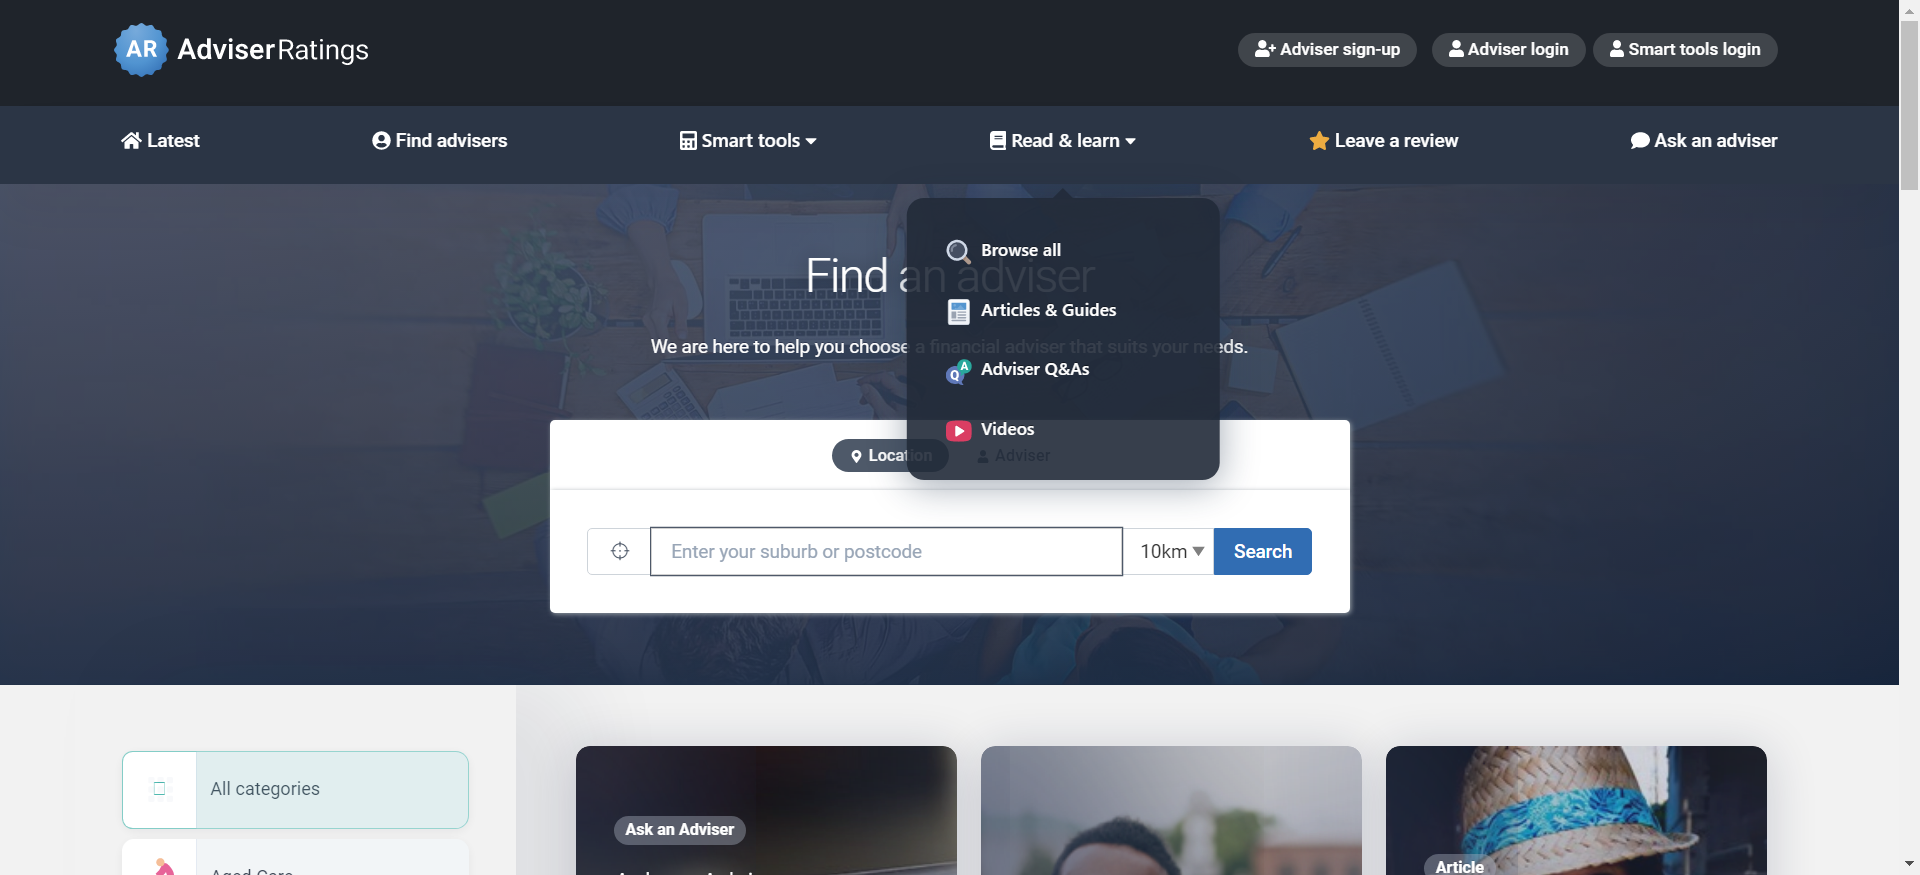 AR AdviserRatings
Adviser sign-up
Adviser login
Smart tools login
Latest
Find advisers
Smart tools
Read & learn
Leave a review
Ask an adviser
Browse all
Find an adviser
Articles & Guides
We are here to help you choose a financial adviser that suits your needs.
Adviser Q&As
Videos
Location
Adviser
Enter your suburb or postcode
10km
Search
All categories
Ask an Adviser
Article
Aged Care